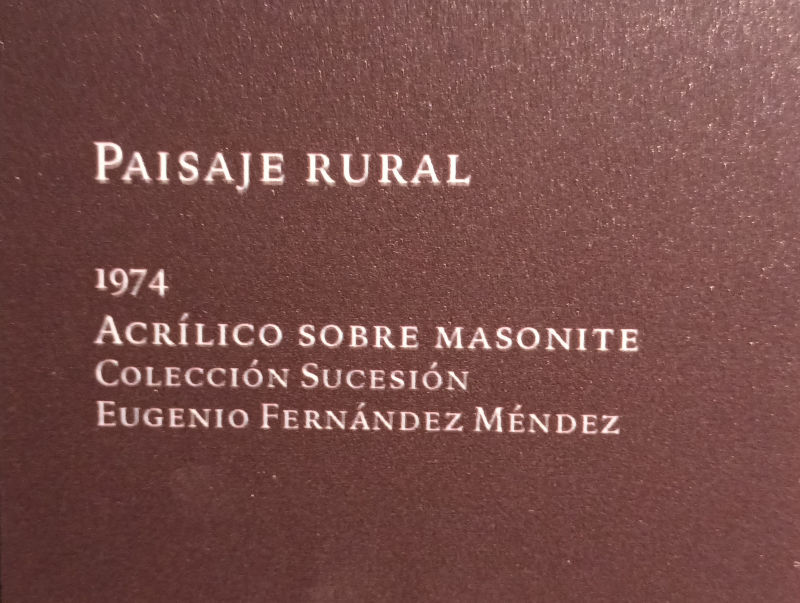 PAISAJE RURAL
1974
ACRÍLICO SOBRE MASONITE
COLECCIÓN SUCESIÓN
EUGENIO FERNÁNDEZ MÉNDEZ